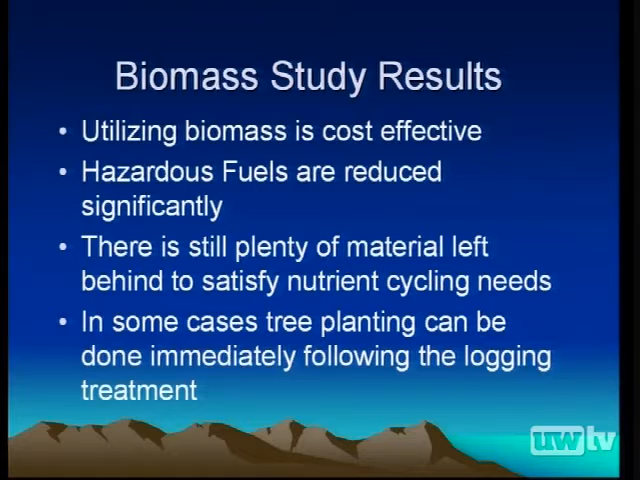 Biomass Study Results
• Utilizing biomass is cost effective
• Hazardous Fuels are reduced
significantly
• There is still plenty of material left
behind to satisfy nutrient cycling needs
• In some cases tree planting can be
done immediately following the logging
treatment
uwtv